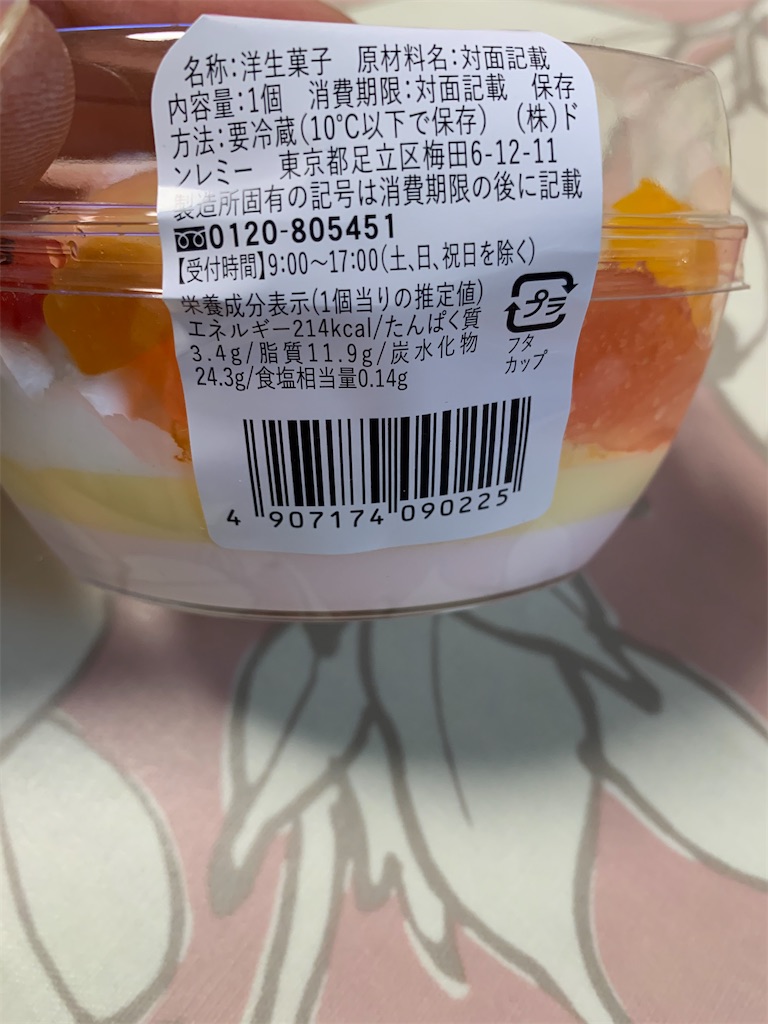 名称:洋生菓子 原材料名:対面記載
内容量:1個 消費期限:対面記載 保存
方法:要冷蔵(10℃以下で保存) (株)ド
ンレミー 東京都足立区梅田6-12-11
製造所固有の記号は消費期限の後に記載
0120-805451
【受付時間】9:00〜17:00(土、日、祝日を除く)
栄養成分表示(1個当りの推定値)
エネルギー214kcal/たんぱく質
3.4g/脂質11.9g/炭水化物
24.3g/食塩相当量0.14g
プラ
フタ
カップ
4 907174 090225